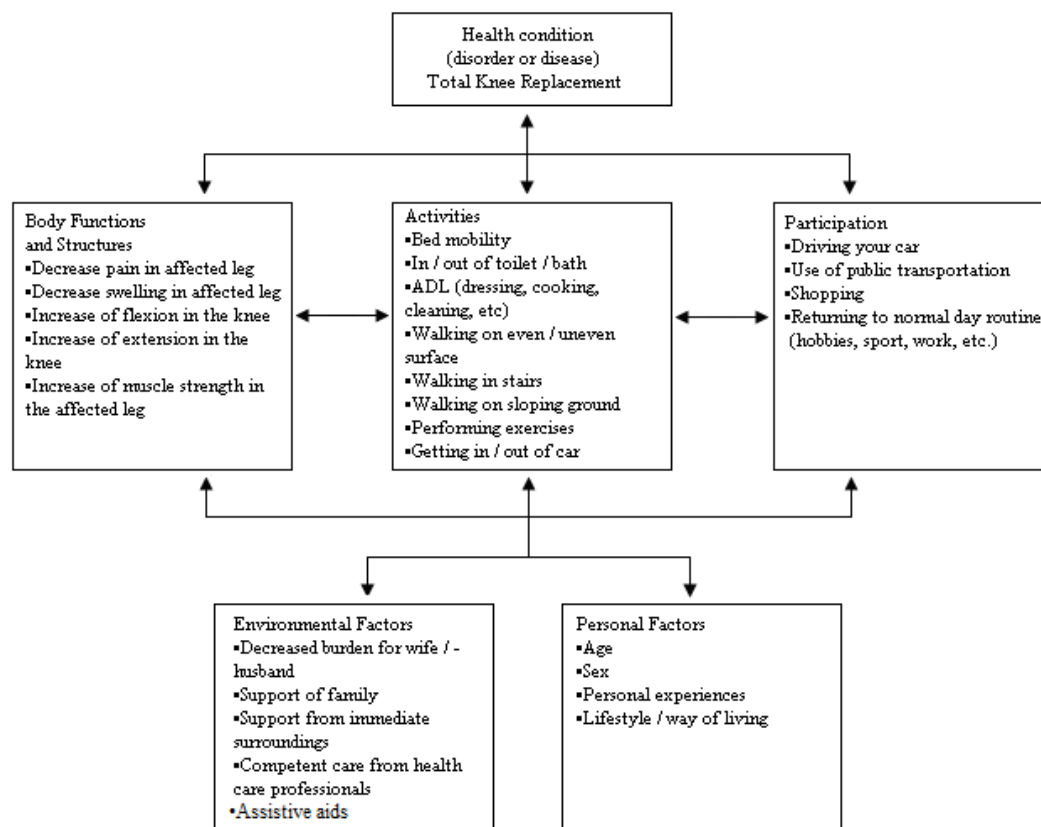 Health condition
(disorder or disease)
Total Knee Replacement
Body Functions
and Structures
▪Decrease pain in affected leg
▪Decrease swelling in affected leg
▪Increase of flexion in the knee
▪Increase of extension in the
knee
▪Increase of muscle strength in
the affected leg
Activities
▪Bed mobility
▪In / out of toilet / bath
▪ADL (dressing, cooking,
cleaning, etc)
▪Walking on even / uneven
surface
▪Walking in stairs
▪Walking on sloping ground
▪Performing exercises
▪Getting in / out of car
Participation
▪Driving your car
▪Use of public transportation
▪Shopping
▪Returning to normal day routine
(hobbies, sport, work, etc.)
Environmental Factors
▪Decreased burden for wife / -
husband
▪Support of family
▪Support from immediate
surroundings
▪Competent care from health
care professionals
•Assistive aids
Personal Factors
▪Age
▪Sex
▪Personal experiences
▪Lifestyle / way of living